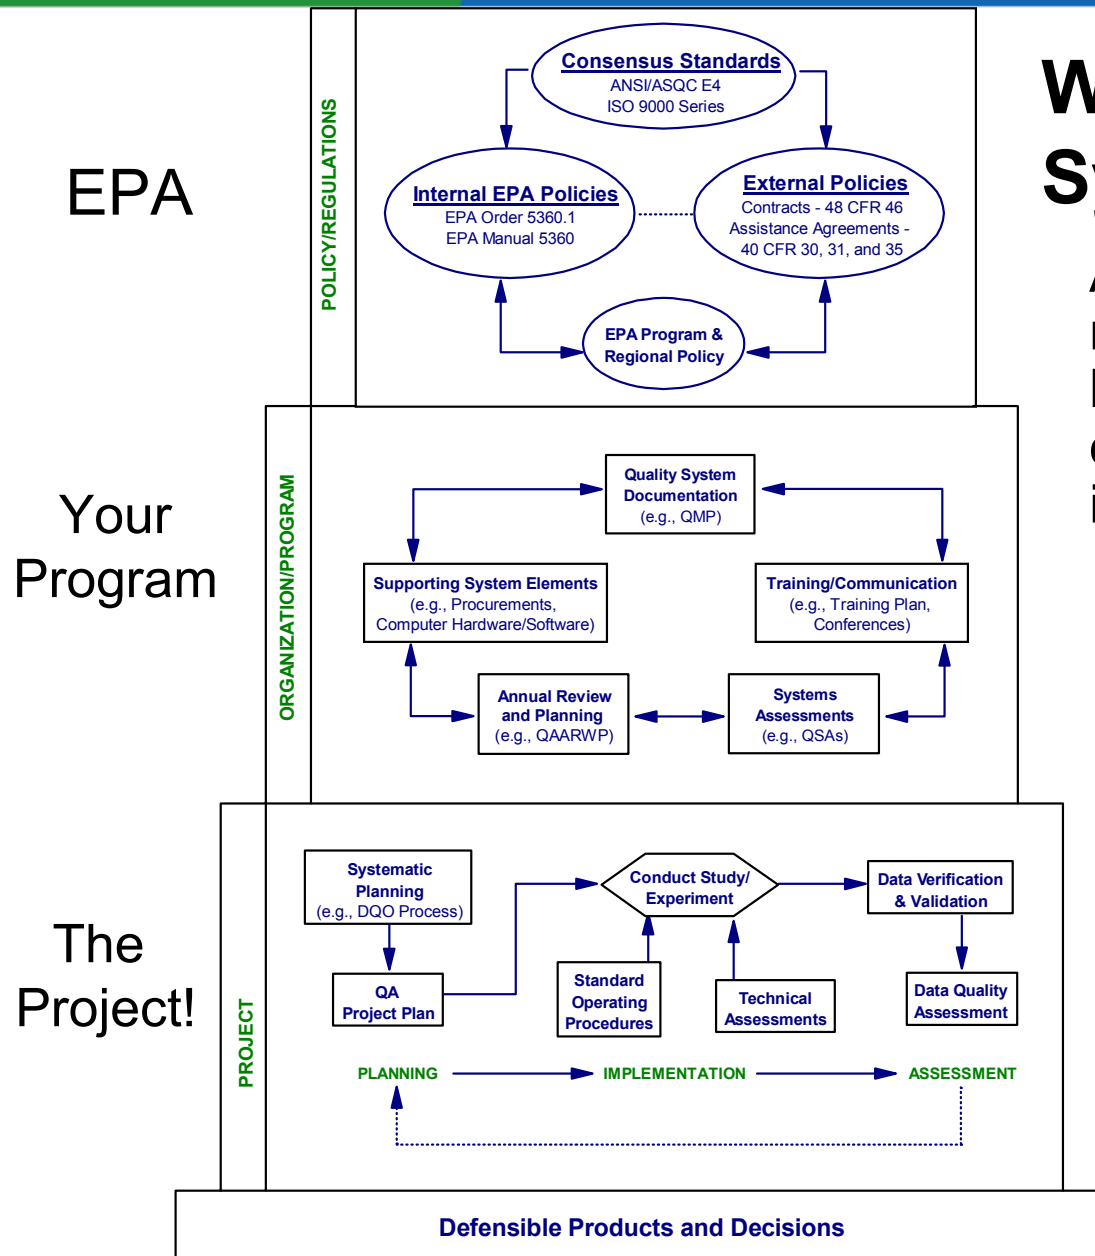 EPA
POLICY/REGULATIONS
Consensus Standards
ANSI/ASQC E4
ISO 9000 Series
Internal EPA Policies
EPA Order 5360.1
EPA Manual 5360
External Policies
Contracts - 48 CFR 46
Assistance Agreements -
40 CFR 30, 31, and 35
EPA Program &
Regional Policy
Your
Program
ORGANIZATION/PROGRAM
Quality System
Documentation
(e.g., QMP)
Supporting System Elements
(e.g., Procurements,
Computer Hardware/Software)
Training/Communication
(e.g., Training Plan,
Conferences)
Annual Review
and Planning
(e.g., QAARWP)
Systems
Assessments
(e.g., QSAs)
The
Project!
PROJECT
Systematic
Planning
(e.g., DQO Process)
QA
Project Plan
Conduct Study/
Experiment
Standard
Operating
Procedures
Technical
Assessments
Data Verification
& Validation
Data Quality
Assessment
PLANNING
IMPLEMENTATION
ASSESSMENT
Defensible Products and Decisions